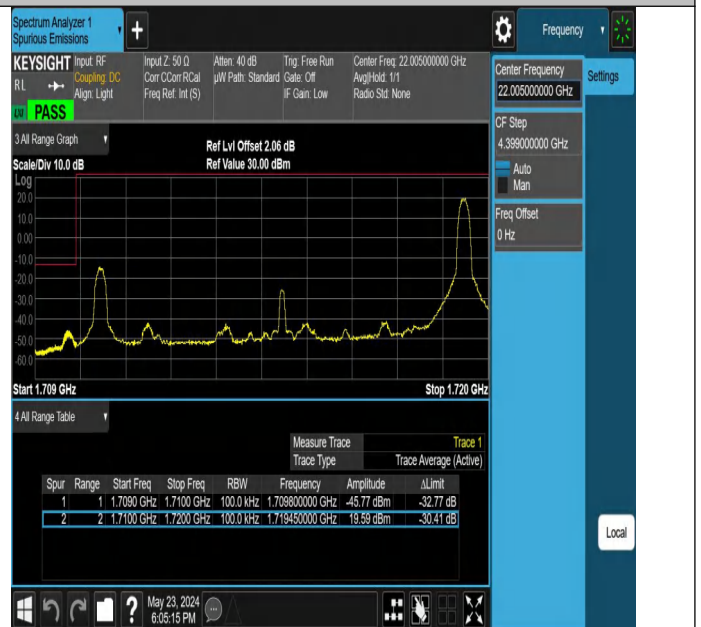 Spectrum Analyzer 1
Spurious Emissions
+
Frequency
KEYSIGHT Input: RF Input Z: 50 Ω Atten: 40 dB Trig: Free Run Center Freq: 22.005000000 GHz
RL Coupling: DC Corr CCorr RCal µW Path: Standard Gate: Off Avg|Hold: 1/1
Align: Light Freq Ref: Int (S) IF Gain: Low Radio Std: None
PASS
Center Frequency
22.005000000 GHz
Settings
CF Step
4.399000000 GHz
Auto
Man
Freq Offset
0 Hz
3 All Range Graph
Ref Lvl Offset 2.06 dB
Scale/Div 10.0 dB Ref Value 30.00 dBm
Log
20.0
10.0
0.00
-10.0
-20.0
-30.0
-40.0
-50.0
-60.0
Start 1.709 GHz Stop 1.720 GHz
4 All Range Table
Measure Trace Trace 1
Trace Type Trace Average (Active)
Spur Range Start Freq Stop Freq RBW Frequency Amplitude ΔLimit
1 1 1.7090 GHz 1.7100 GHz 100.0 kHz 1.709800000 GHz -45.77 dBm -32.77 dB
2 2 1.7100 GHz 1.7200 GHz 100.0 kHz 1.719450000 GHz 19.59 dBm -30.41 dB
Local
? May 23, 2024
6:05:15 PM